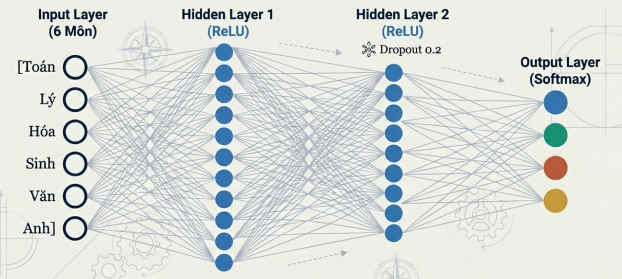 Input Layer
(6 Môn)
Hidden Layer 1
(ReLU)
Hidden Layer 2
(ReLU)
Dropout 0.2
Output Layer
(Softmax)
[Toán
Lý
Hóa
Sinh
Văn
Anh]